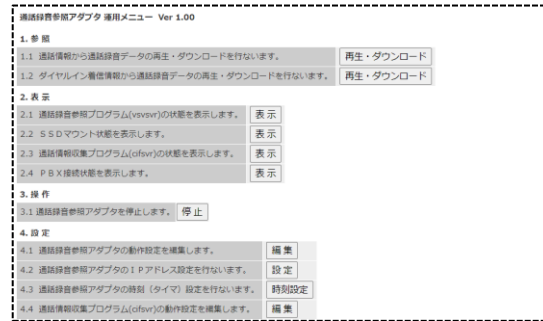 通話録音参照アダプタ 運用メニュー Ver 1.00
1. 参 照
1.1 通話情報から通話録音データの再生・ダウンロードを行ないます。 再生・ダウンロード
1.2 ダイヤルイン着信情報から通話録音データの再生・ダウンロードを行ないます。 再生・ダウンロード
2. 表 示
2.1 通話録音参照プログラム(vsvsvr)の状態を表示します。 表 示
2.2 ＳＳＤマウント状態を表示します。 表 示
2.3 通話情報収集プログラム(cifsvr)の状態を表示します。 表 示
2.4 ＰＢＸ接続状態を表示します。 表 示
3. 操 作
3.1 通話録音参照アダプタを停止します。 停 止
4. 設 定
4.1 通話録音参照アダプタの動作設定を編集します。 編 集
4.2 通話録音参照アダプタのＩＰアドレス設定を行ないます。 設 定
4.3 通話録音参照アダプタの時刻（タイマ）設定を行ないます。 時刻設定
4.4 通話情報収集プログラム(cifsvr)の動作設定を編集します。 編 集